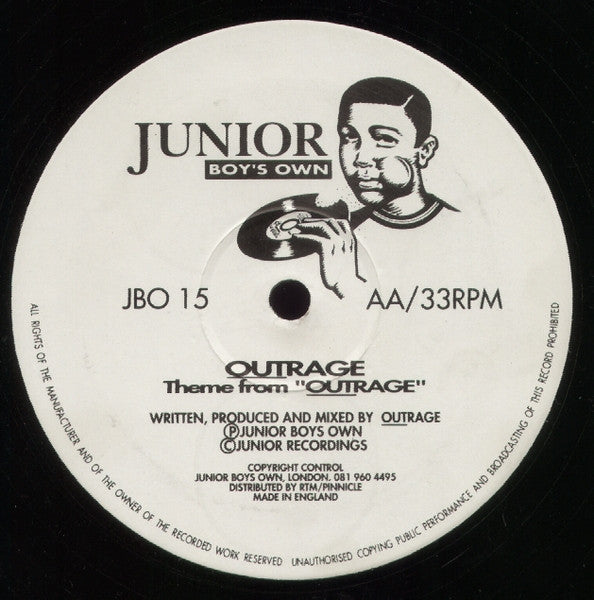 JUNIOR
BOY'S OWN
JBO 15
AA/33RPM
OUTRAGE
Theme from "OUTRAGE"
WRITTEN, PRODUCED AND MIXED BY OUTRAGE
ⓅJUNIOR BOYS OWN
ⒸJUNIOR RECORDINGS
COPYRIGHT CONTROL
JUNIOR BOYS OWN, LONDON. 081 960 4495
DISTRIBUTED BY RTM/PINNICLE
MADE IN ENGLAND
ALL RIGHTS OF THE MANUFACTURER AND OF THE OWNER OF THE RECORDED WORK RESERVED UNAUTHORISED COPYING PUBLIC PERFORMANCE AND BROADCASTING OF THIS RECORD PROHIBITED